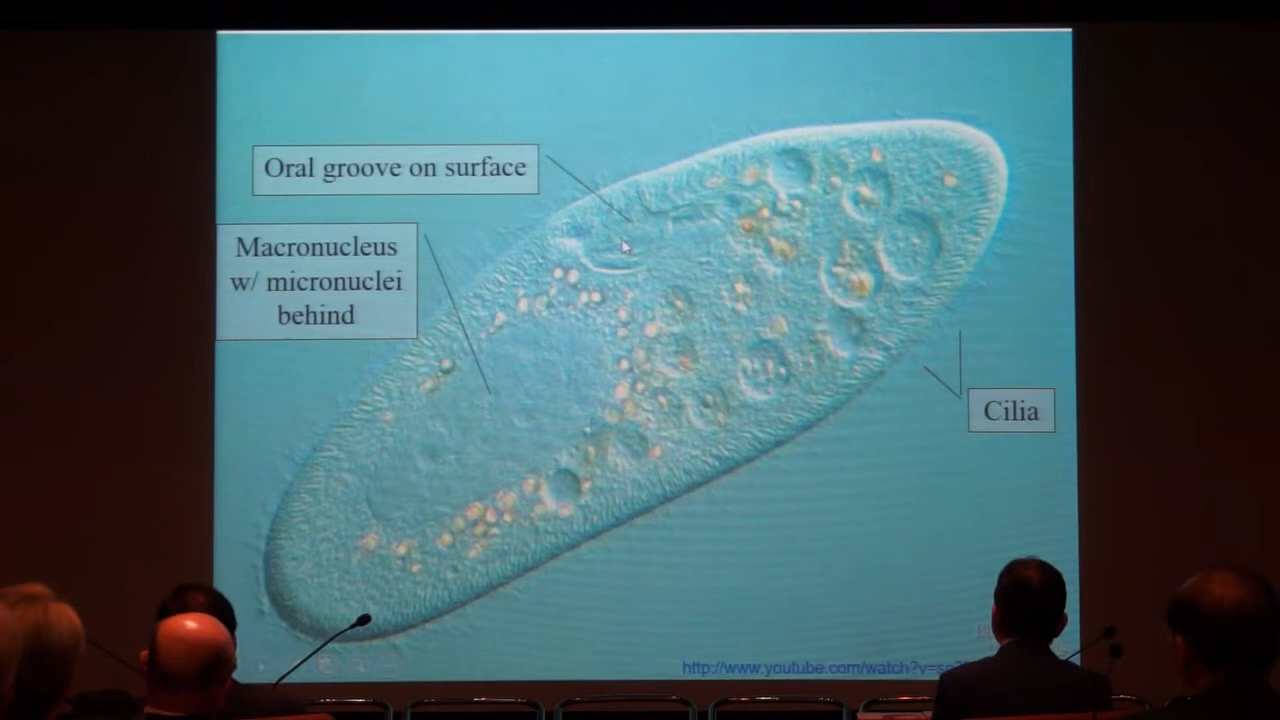 Oral groove on surface
Macronucleus
w/ micronuclei
behind
Cilia